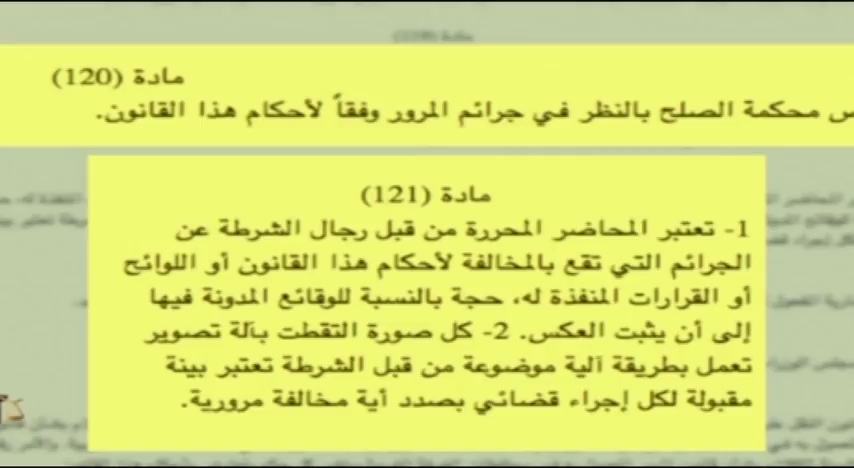 مادة (120)
محكمة الصلح بالنظر في جرائم المرور وفقاً لأحكام هذا القانون.
مادة (121)
1- تعتبر المحاضر المحررة من قبل رجال الشرطة عن
الجرائم التي تقع بالمخالفة لأحكام هذا القانون أو اللوائح
أو القرارات المنفذة له، حجة بالنسبة للوقائع المدونة فيها
إلى أن يثبت العكس. 2- كل صورة التقطت بآلة تصوير
تعمل بطريقة آلية موضوعة من قبل الشرطة تعتبر بينة
مقبولة لكل إجراء قضائي بصدد أية مخالفة مرورية.